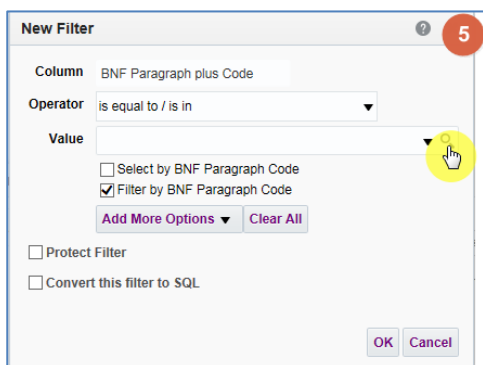 New Filter ? 5
Column BNF Paragraph plus Code
Operator is equal to / is in
Value
Select by BNF Paragraph Code
Filter by BNF Paragraph Code
Add More Options Clear All
Protect Filter
Convert this filter to SQL
OK Cancel